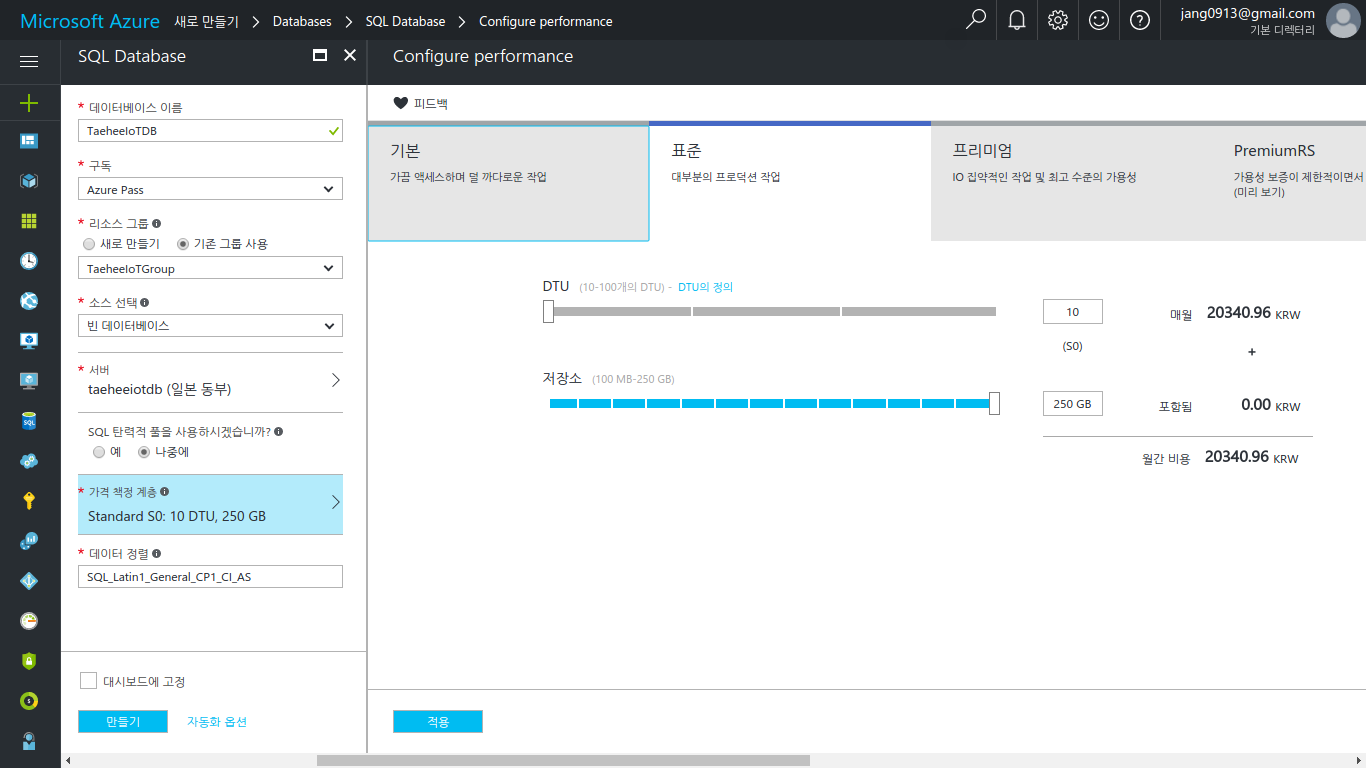 Microsoft Azure 새로 만들기 > Databases > SQL Database > Configure performance
jang0913@gmail.com
기본 디렉터리
SQL Database
* 데이터베이스 이름
TaeheeIoTDB
* 구독
Azure Pass
* 리소스 그룹
새로 만들기 기존 그룹 사용
TaeheeIoTGroup
* 소스 선택
빈 데이터베이스
* 서버
taeheeiotdb (일본 동부)
SQL 탄력적 풀을 사용하시겠습니까?
예 나중에
* 가격 책정 계층
Standard S0: 10 DTU, 250 GB
* 데이터 정렬
SQL_Latin1_General_CP1_CI_AS
대시보드에 고정
만들기 자동화 옵션
Configure performance
피드백
기본
가끔 액세스하며 덜 까다로운 작업
표준
대부분의 프로덕션 작업
프리미엄
IO 집약적인 작업 및 최고 수준의 가용성
PremiumRS
가용성 보증이 제한적이면서
(미리 보기)
DTU (10-100개의 DTU) - DTU의 정의
10
(S0)
매월 20340.96 KRW
+
저장소 (100 MB-250 GB)
250 GB
포함됨 0.00 KRW
월간 비용 20340.96 KRW
적용